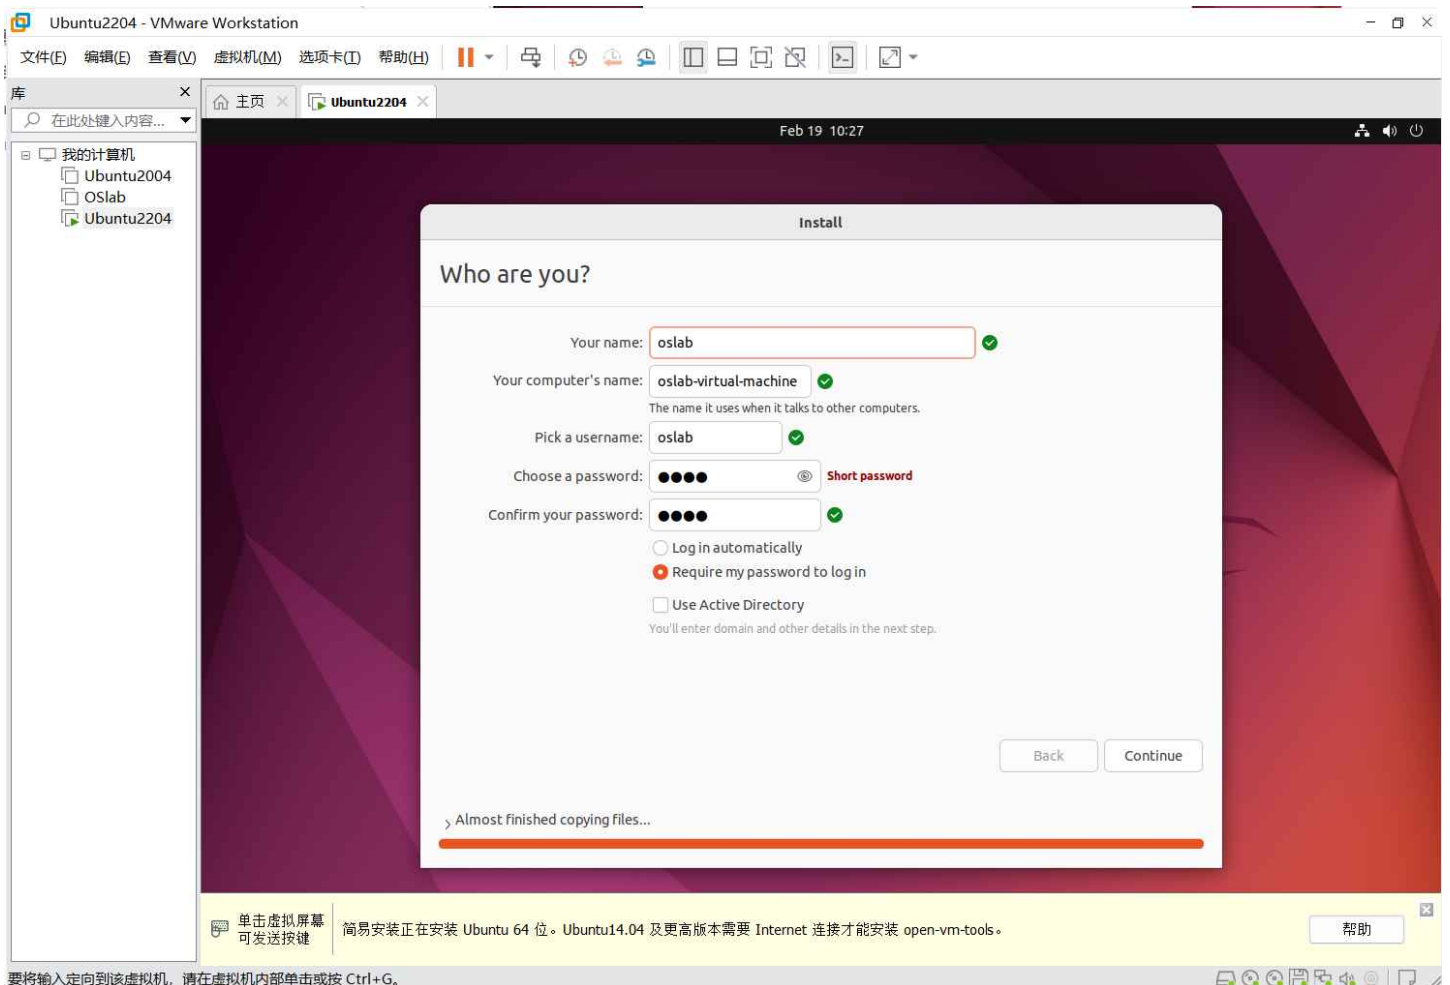 Ubuntu2204 - VMware Workstation
文件(F) 编辑(E) 查看(V) 虚拟机(M) 选项卡(T) 帮助(H)
库
主页
Ubuntu2204
在此处键入内容...
Feb 19 10:27
我的计算机
Ubuntu2004
OSlab
Ubuntu2204
Install
Who are you?
Your name: oslab
Your computer's name: oslab-virtual-machine
The name it uses when it talks to other computers.
Pick a username: oslab
Choose a password: ●●●● Short password
Confirm your password: ●●●●
Log in automatically
Require my password to log in
Use Active Directory
You'll enter domain and other details in the next step.
Back Continue
Almost finished copying files...
单击虚拟屏幕
可发送按键
简易安装正在安装 Ubuntu 64 位。Ubuntu14.04 及更高版本需要 Internet 连接才能安装 open-vm-tools。
帮助
要将输入定向到该虚拟机，请在虚拟机内部单击或按 Ctrl+G。